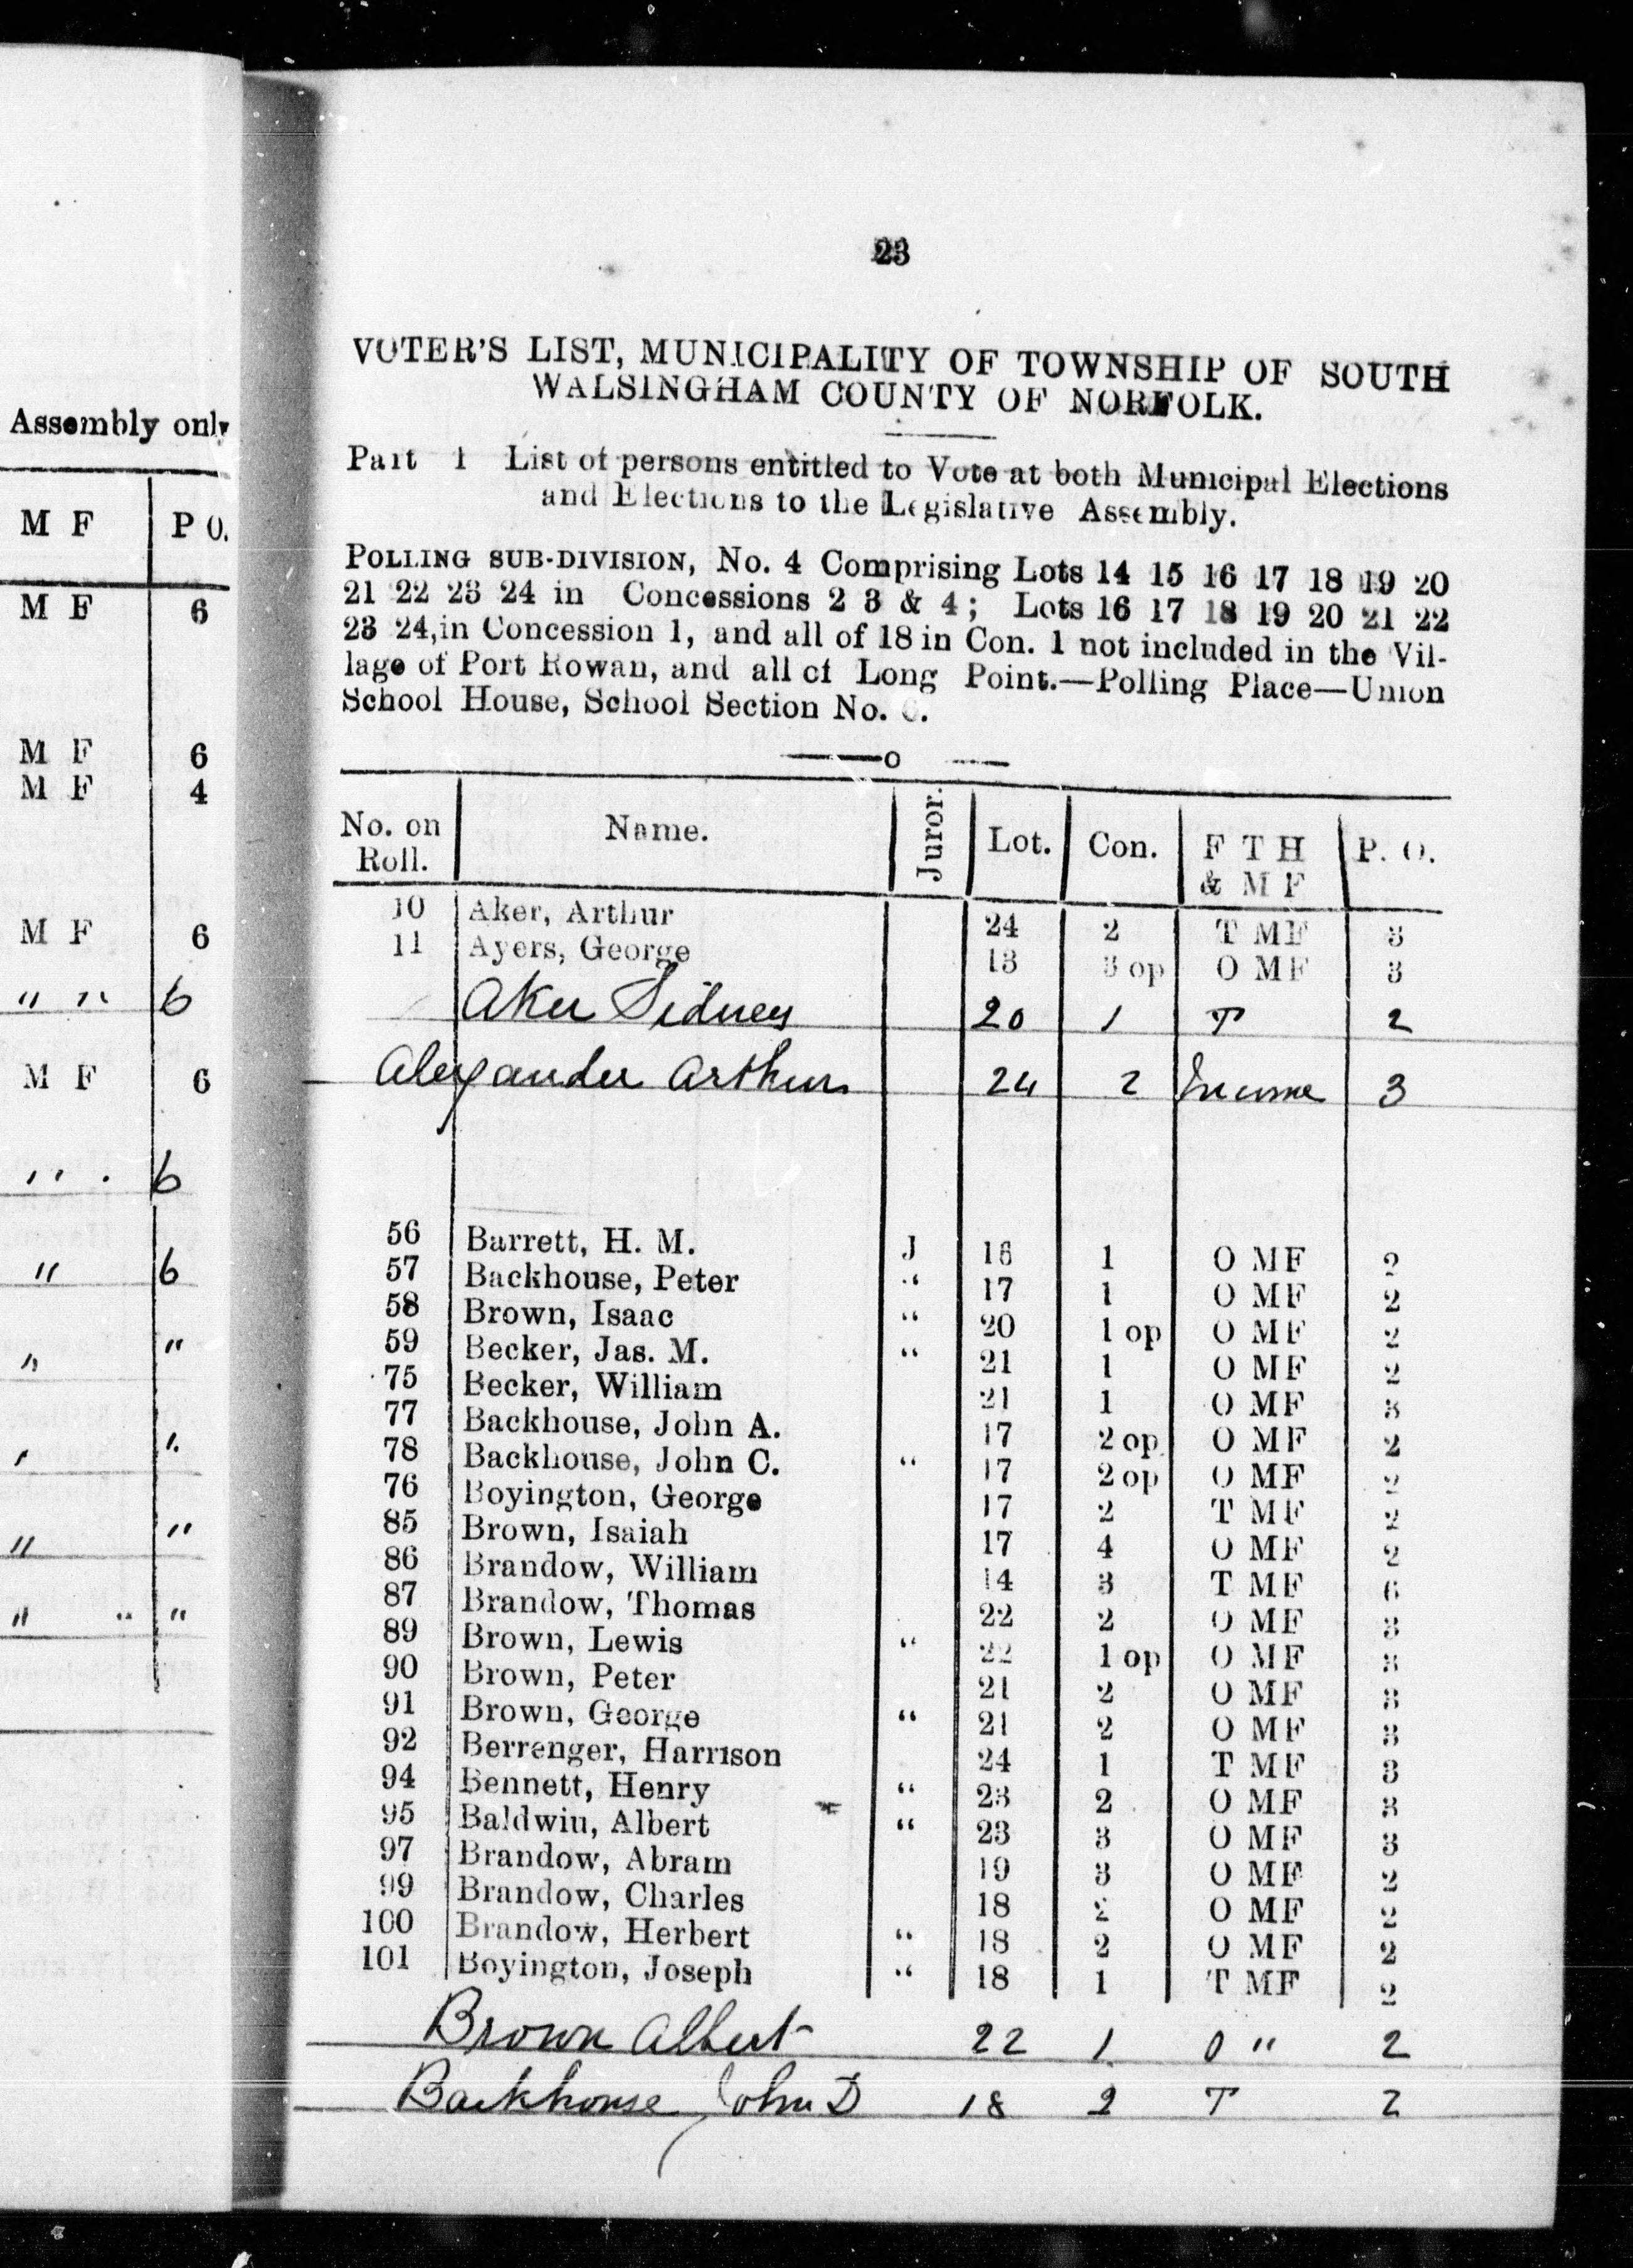 Assembly only
M F P O.
M F 6
M F 6
M F 4
M F 6
" " 6
M F 6
" 6
" 6
" "
" "
" "
" " "
23
VOTER'S LIST, MUNICIPALITY OF TOWNSHIP OF SOUTH
WALSINGHAM COUNTY OF NORFOLK.
Part 1 List of persons entitled to Vote at both Municipal Elections
and Elections to the Legislative Assembly.
POLLING SUB-DIVISION, No. 4 Comprising Lots 14 15 16 17 18 19 20
21 22 23 24 in Concessions 2 3 & 4; Lots 16 17 18 19 20 21 22
23 24,in Concession 1, and all of 18 in Con. 1 not included in the Vil-
lage of Port Rowan, and all of Long Point.—Polling Place—Union
School House, School Section No.
No. on Roll. Name. Juror. Lot. Con. F T H & M F P. O.
10 Aker, Arthur 24 2 T MF 3
11 Ayers, George 13 3 op O MF 3
Aker Sidney 20 1 T 2
Alexander Arthur 24 2 Income 3
56 Barrett, H. M. J 16 1 O MF 2
57 Backhouse, Peter " 17 1 O MF 2
58 Brown, Isaac " 20 1 op O MF 2
59 Becker, Jas. M. " 21 1 O MF 2
75 Becker, William 21 1 O MF 3
77 Backhouse, John A. 17 2 op O MF 2
78 Backhouse, John C. " 17 2 op O MF 2
76 Boyington, George 17 2 T MF 2
85 Brown, Isaiah 17 4 O MF 2
86 Brandow, William 14 3 T MF 6
87 Brandow, Thomas 22 2 O MF 3
89 Brown, Lewis " 22 1 op O MF 3
90 Brown, Peter 21 2 O MF 3
91 Brown, George " 21 2 O MF 3
92 Berrenger, Harrison 24 1 T MF 3
94 Bennett, Henry " 23 2 O MF 3
95 Baldwin, Albert " 23 3 O MF 3
97 Brandow, Abram 19 3 O MF 2
99 Brandow, Charles 18 2 O MF 2
100 Brandow, Herbert " 18 2 O MF 2
101 Boyington, Joseph " 18 1 T MF 2
Brown Albert 22 1 O " 2
Backhouse John D 18 2 T 2